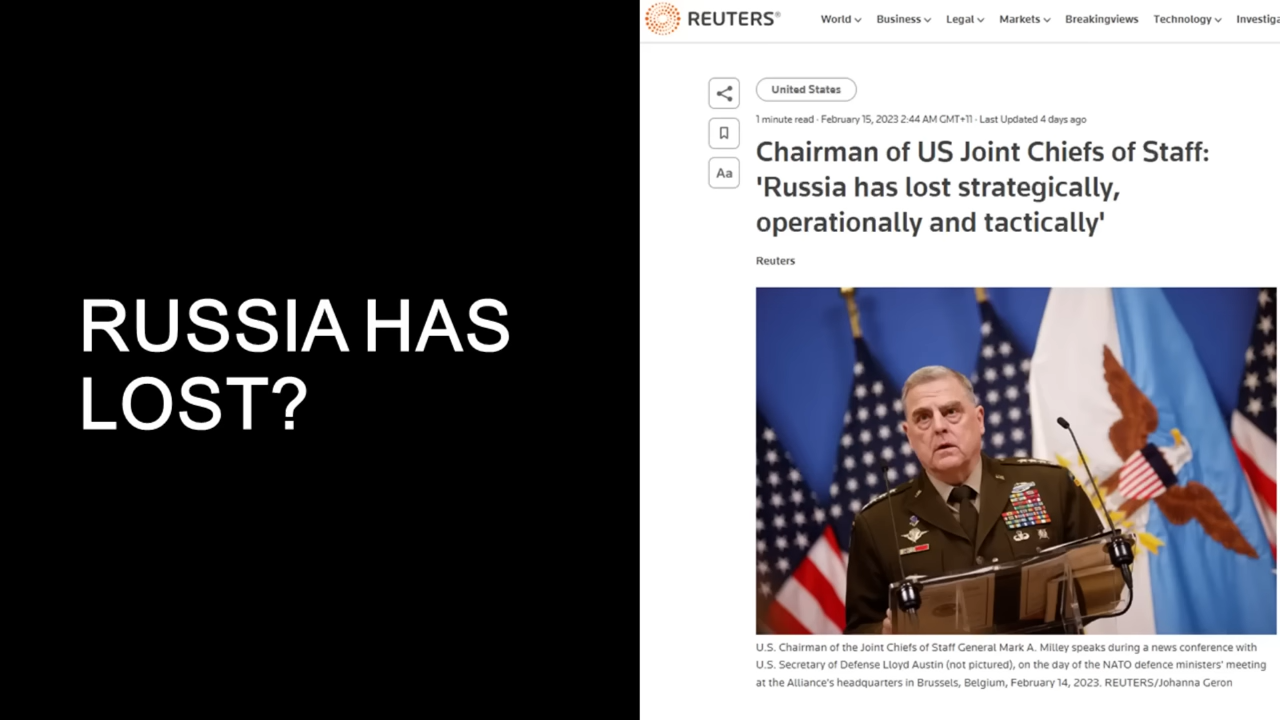 RUSSIA HAS
LOST?
REUTERS®
World Business Legal Markets Breakingviews Technology
United States
1 minute read · February 15, 2023 2:44 AM GMT+11 · Last Updated 4 days ago
Aa
Chairman of US Joint Chiefs of Staff:
'Russia has lost strategically,
operationally and tactically'
Reuters
U.S. Chairman of the Joint Chiefs of Staff General Mark A. Milley speaks during a news conference with
U.S. Secretary of Defense Lloyd Austin (not pictured), on the day of the NATO defence ministers' meeting
at the Alliance's headquarters in Brussels, Belgium, February 14, 2023. REUTERS/Johanna Geron